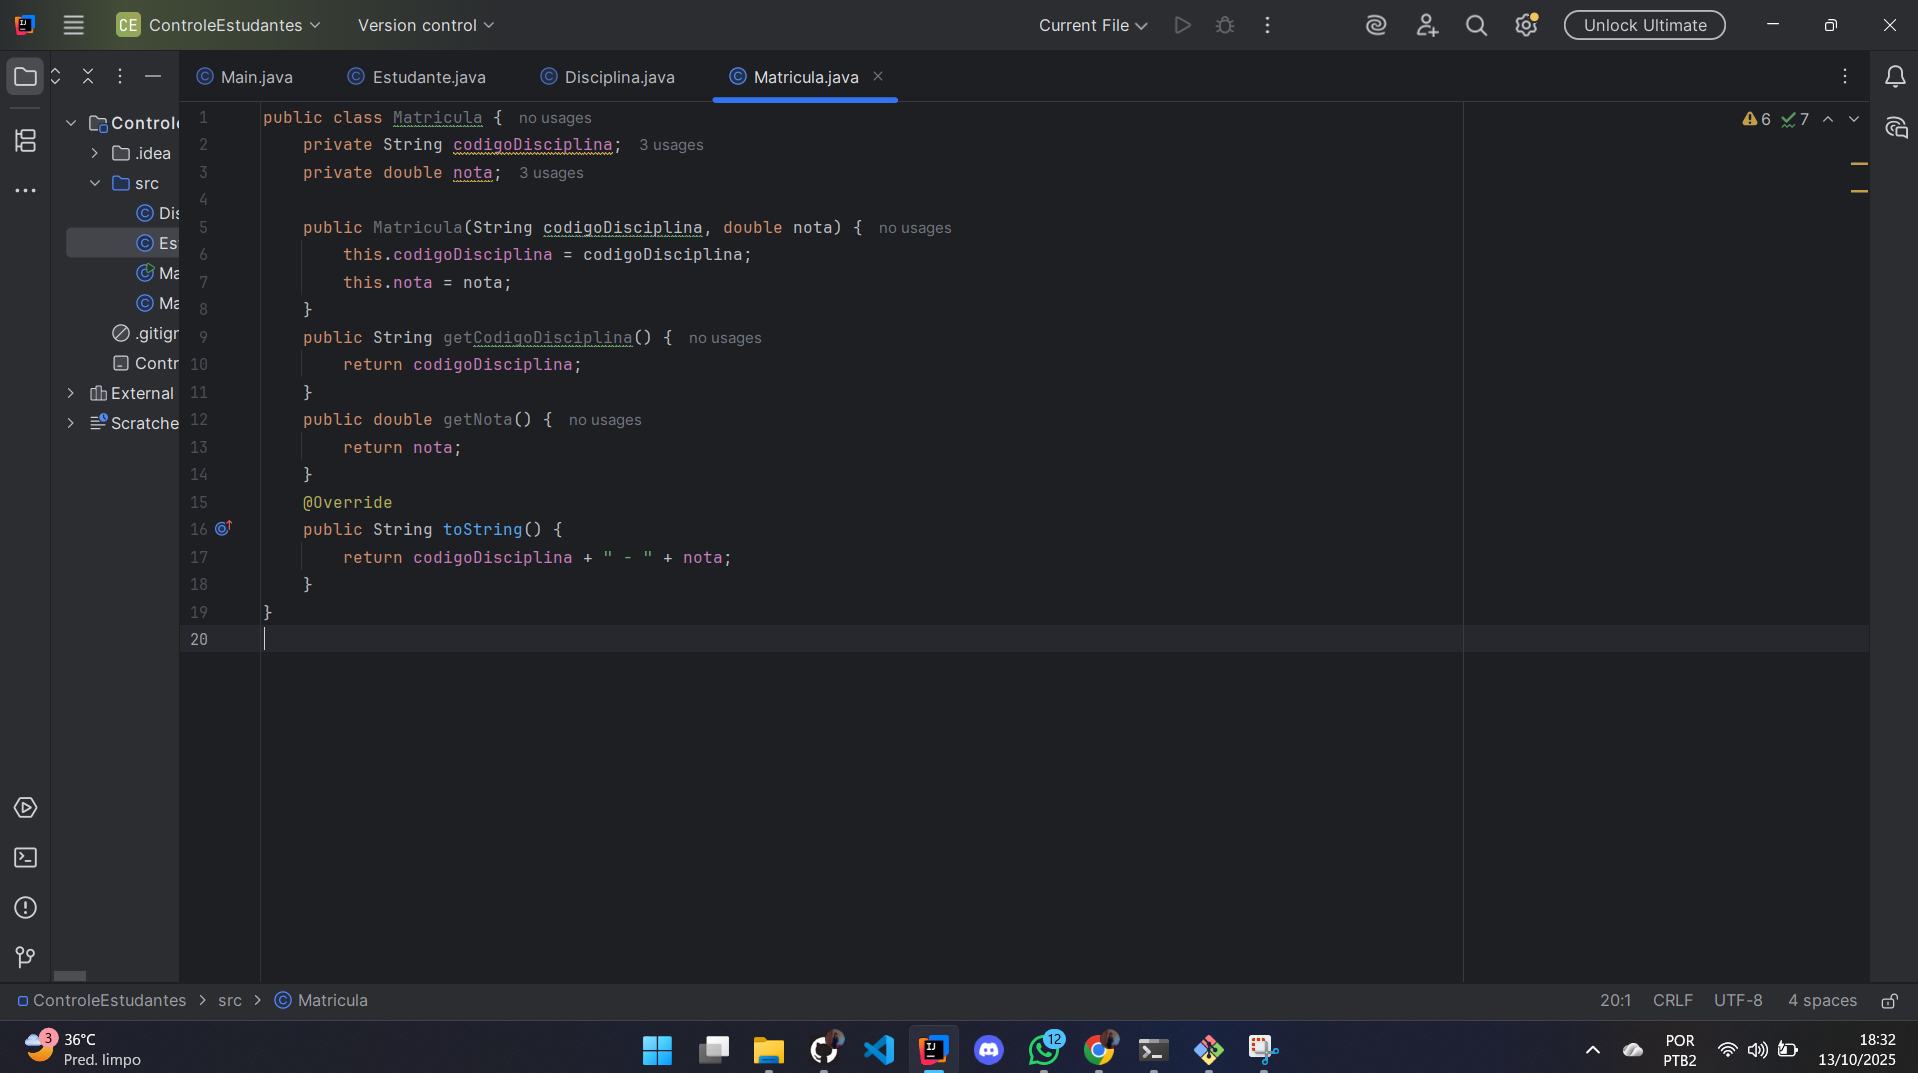 CE ControleEstudantes Version control Current File Unlock Ultimate
Main.java Estudante.java Disciplina.java Matricula.java
Controle
.idea
src
Dis
Est
Ma
Ma
.gitign
Contr
External
Scratche
6 7
1 public class Matricula { no usages
2 private String codigoDisciplina; 3 usages
3 private double nota; 3 usages
4
5 public Matricula(String codigoDisciplina, double nota) { no usages
6 this.codigoDisciplina = codigoDisciplina;
7 this.nota = nota;
8 }
9 public String getCodigoDisciplina() { no usages
10 return codigoDisciplina;
11 }
12 public double getNota() { no usages
13 return nota;
14 }
15 @Override
16 public String toString() {
17 return codigoDisciplina + " - " + nota;
18 }
19 }
20
ControleEstudantes > src > Matricula 20:1 CRLF UTF-8 4 spaces
3 36°C
Pred. limpo
12
POR
PTB2
18:32
13/10/2025